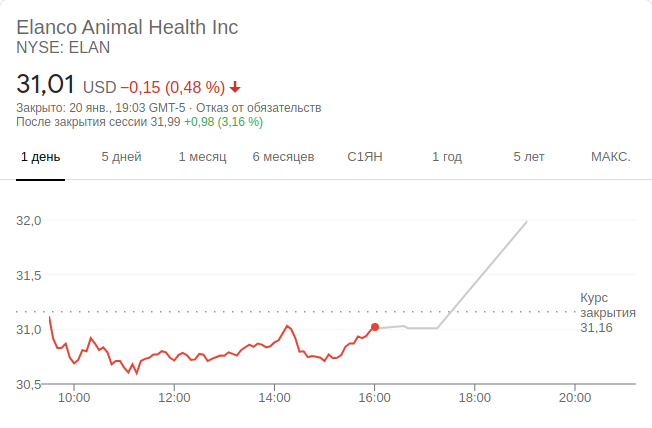 Elanco Animal Health Inc
NYSE: ELAN
31,01 USD −0,15 (0,48 %)
Закрыто: 20 янв., 19:03 GMT-5 · Отказ от обязательств
После закрытия сессии 31,99 +0,98 (3,16 %)
1 день 5 дней 1 месяц 6 месяцев С1ЯН 1 год 5 лет МАКС.
32,0
31,5
Курс
закрытия
31,16
31,0
30,5
10:00 12:00 14:00 16:00 18:00 20:00